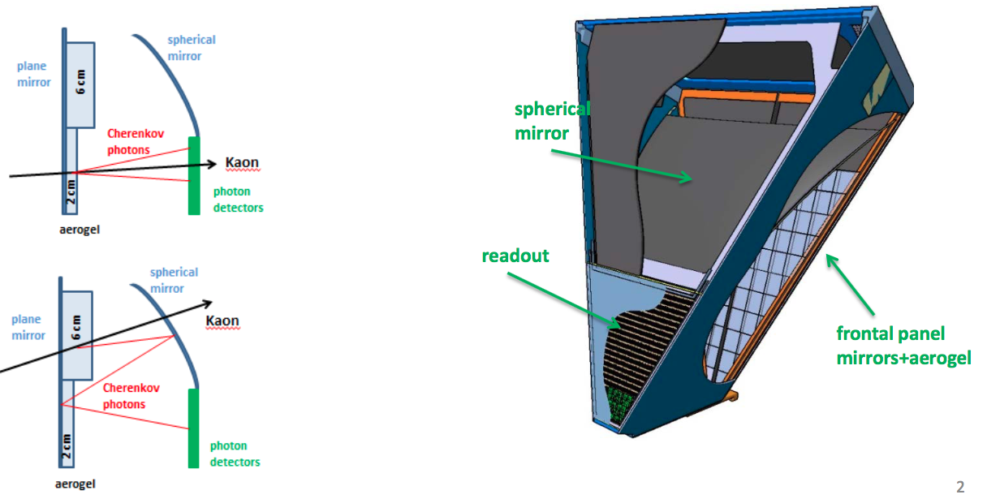 spherical
mirror
plane
mirror
6 cm
Cherenkov
photons
Kaon
2 cm
photon
detectors
aerogel
spherical
mirror
plane
mirror
6 cm
Kaon
Cherenkov
photons
2 cm
photon
detectors
aerogel
spherical
mirror
readout
frontal panel
mirrors+aerogel
2